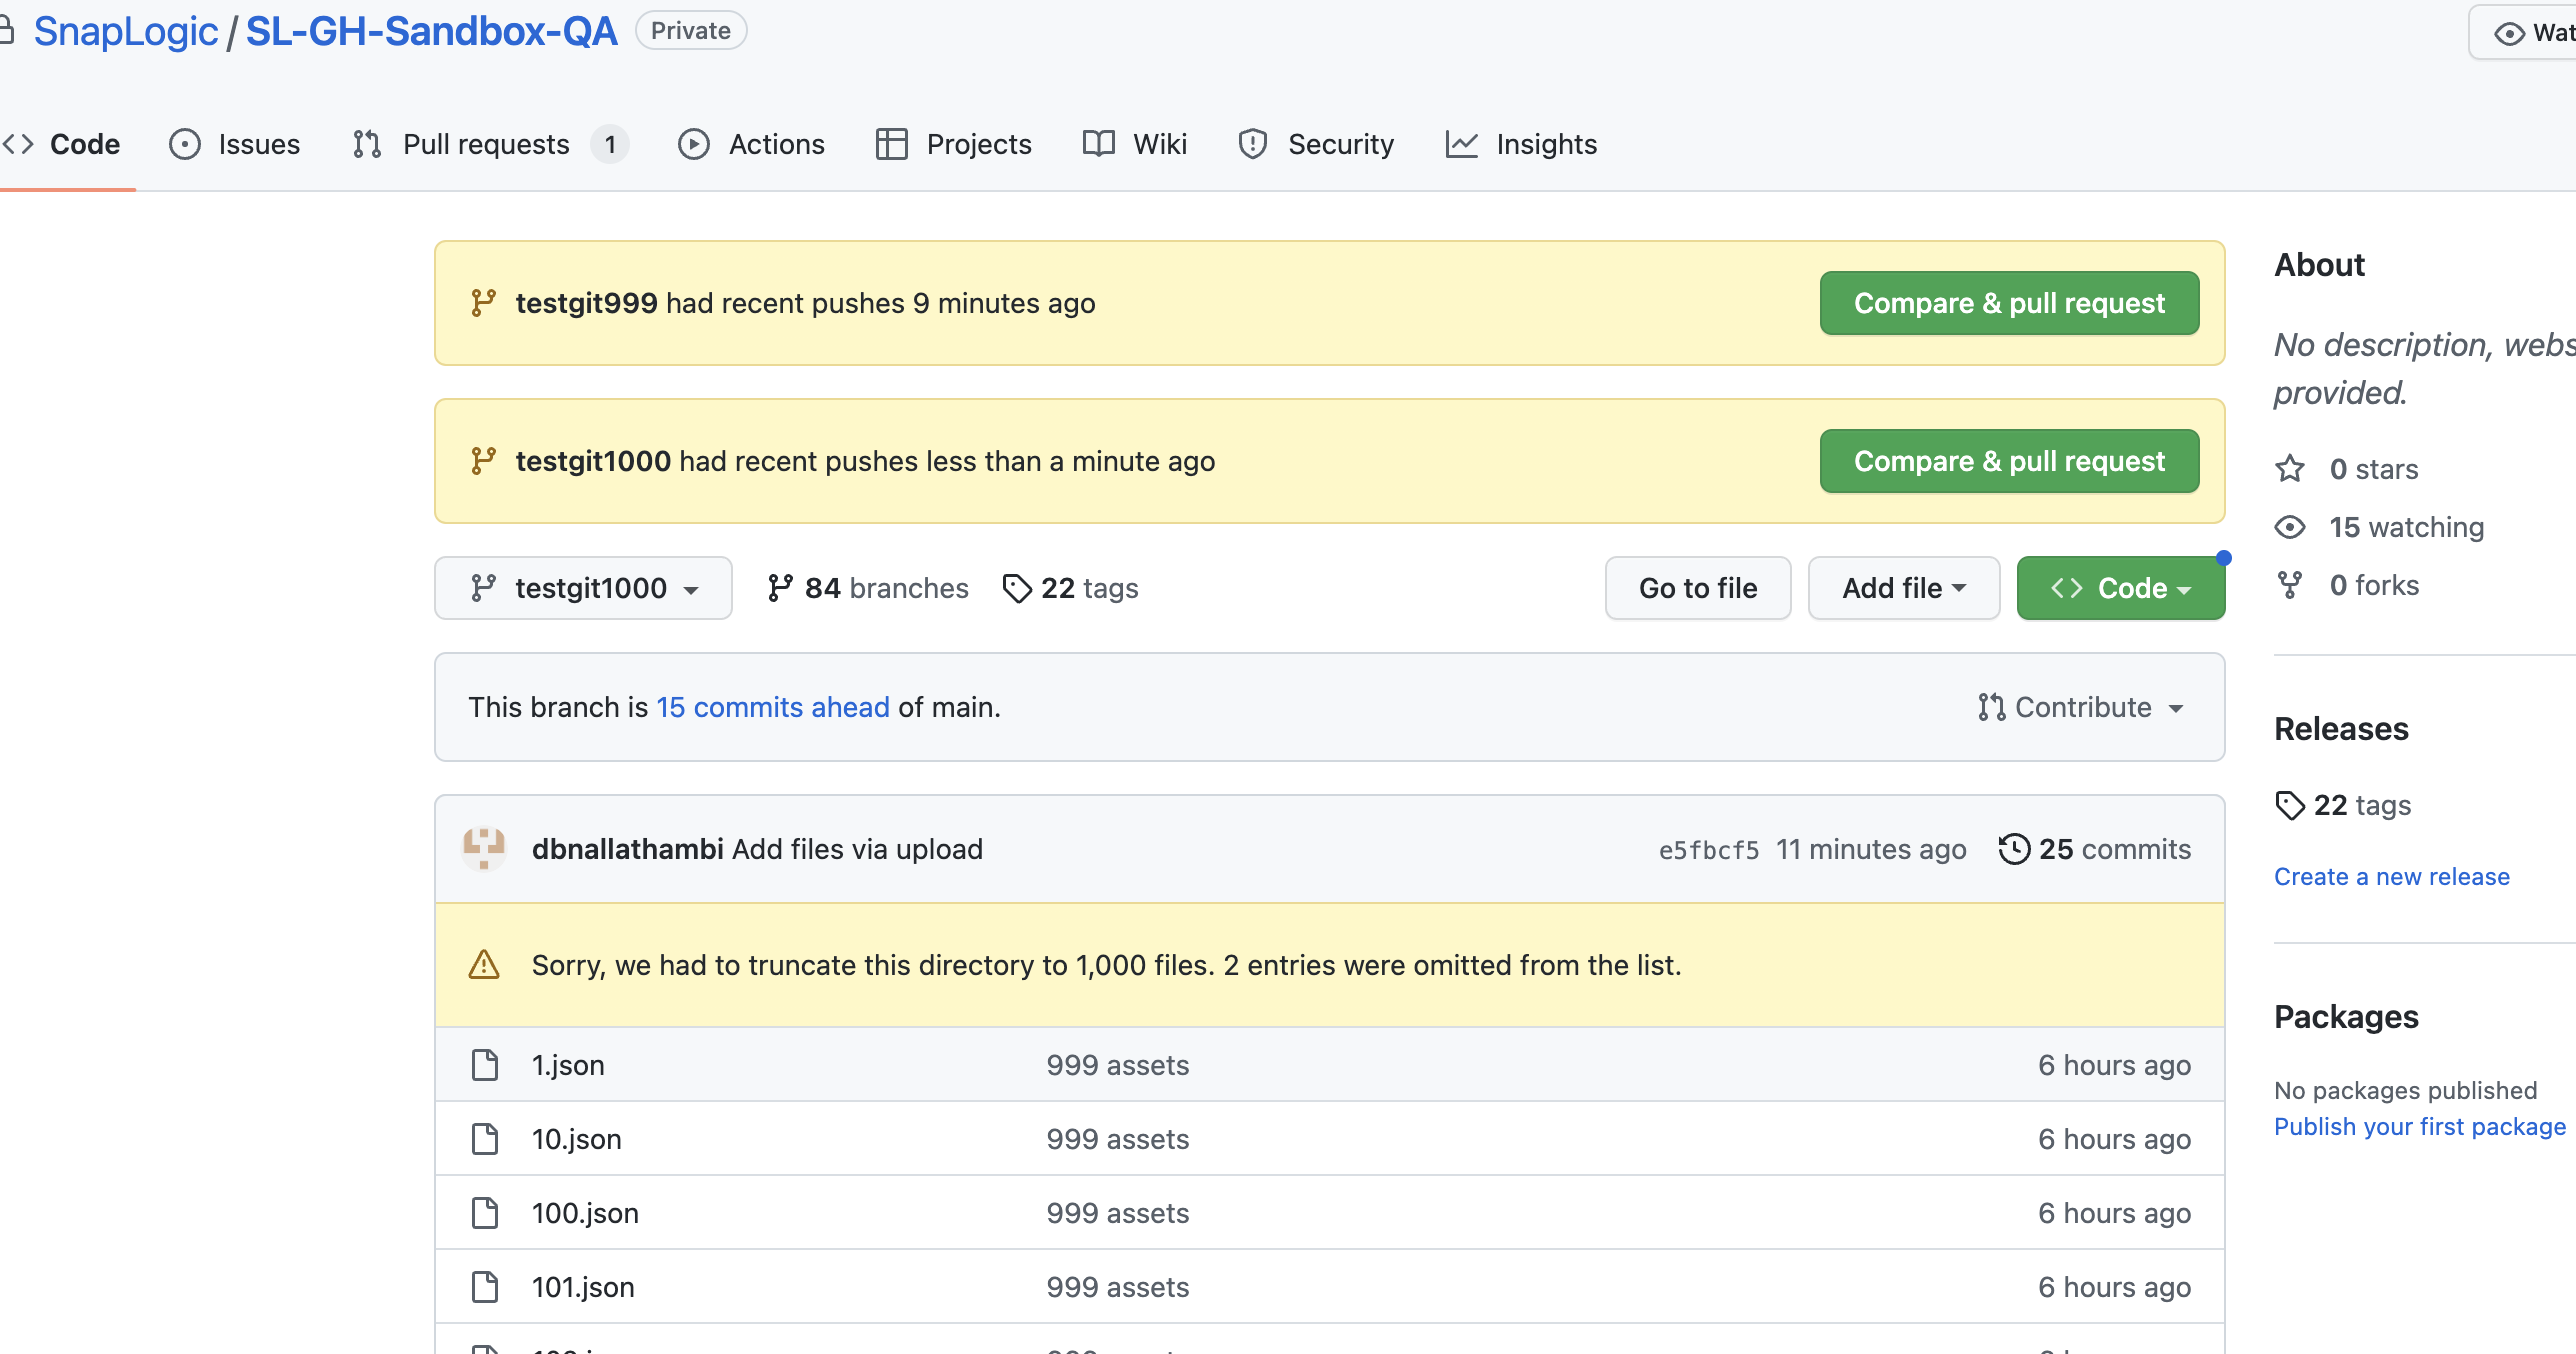 SnapLogic / SL-GH-Sandbox-QA Private
Code Issues Pull requests 1 Actions Projects Wiki Security Insights
testgit999 had recent pushes 9 minutes ago Compare & pull request
testgit1000 had recent pushes less than a minute ago Compare & pull request
testgit1000 84 branches 22 tags Go to file Add file Code
This branch is 15 commits ahead of main. Contribute
dbnallathambi Add files via upload e5fbcf5 11 minutes ago 25 commits
Sorry, we had to truncate this directory to 1,000 files. 2 entries were omitted from the list.
1.json 999 assets 6 hours ago
10.json 999 assets 6 hours ago
100.json 999 assets 6 hours ago
101.json 999 assets 6 hours ago
About
No description,
provided.
0 stars
15 watching
0 forks
Releases
22 tags
Create a new release
Packages
No packages published
Publish your first package